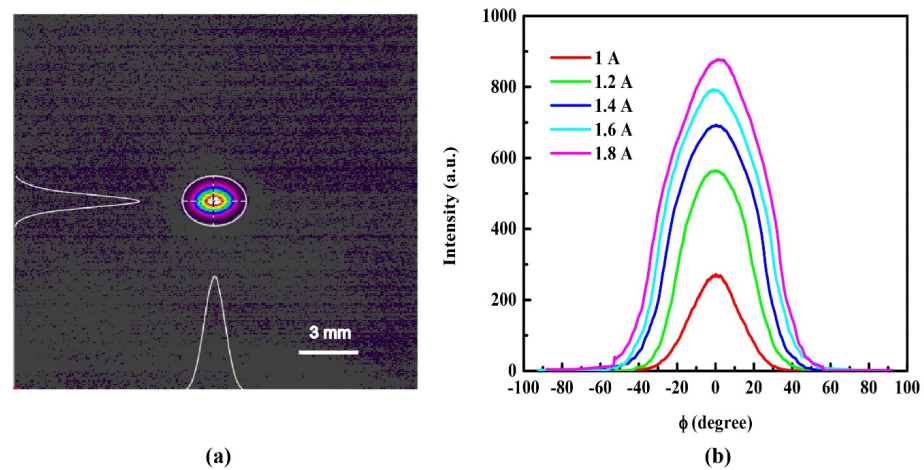 3 mm
(a)
1000
800
600
400
200
0
Intensity (a.u.)
1 A
1.2 A
1.4 A
1.6 A
1.8 A
-100 -80 -60 -40 -20 0 20 40 60 80 100
ϕ (degree)
(b)